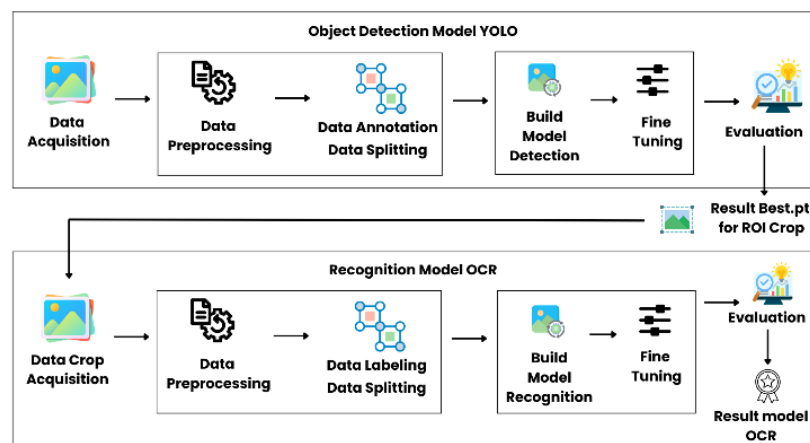 Object Detection Model YOLO
Data
Acquisition
Data
Preprocessing
Data Annotation
Data Splitting
Build
Model
Detection
Fine
Tuning
Evaluation
Result Best.pt
for ROI Crop
Recognition Model OCR
Data Crop
Acquisition
Data
Preprocessing
Data Labeling
Data Splitting
Build
Model
Recognition
Fine
Tuning
Evaluation
Result model
OCR